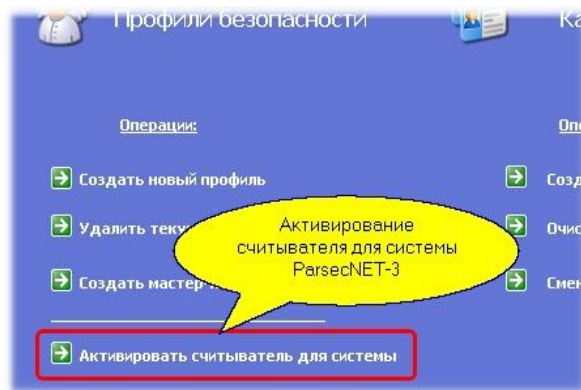 Профили безопасности
Ка
Операции:
Опе
Создать новый профиль
Созд
Удалить теку
Очис
Создать мастер-
Смен
Активировать считыватель для системы
Активирование
считывателя для системы
ParsecNET-3